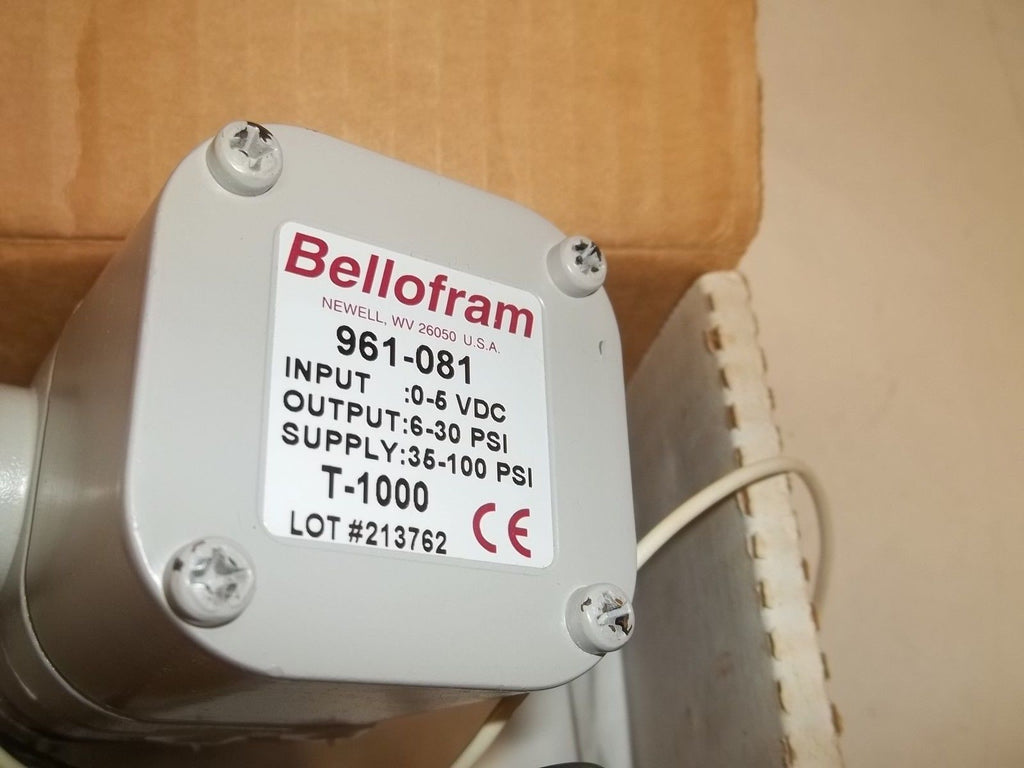 Bellofram
NEWELL, WV 26050 U.S.A.
961-081
INPUT :0-5 VDC
OUTPUT:6-30 PSI
SUPPLY:35-100 PSI
T-1000
LOT #213762
CE